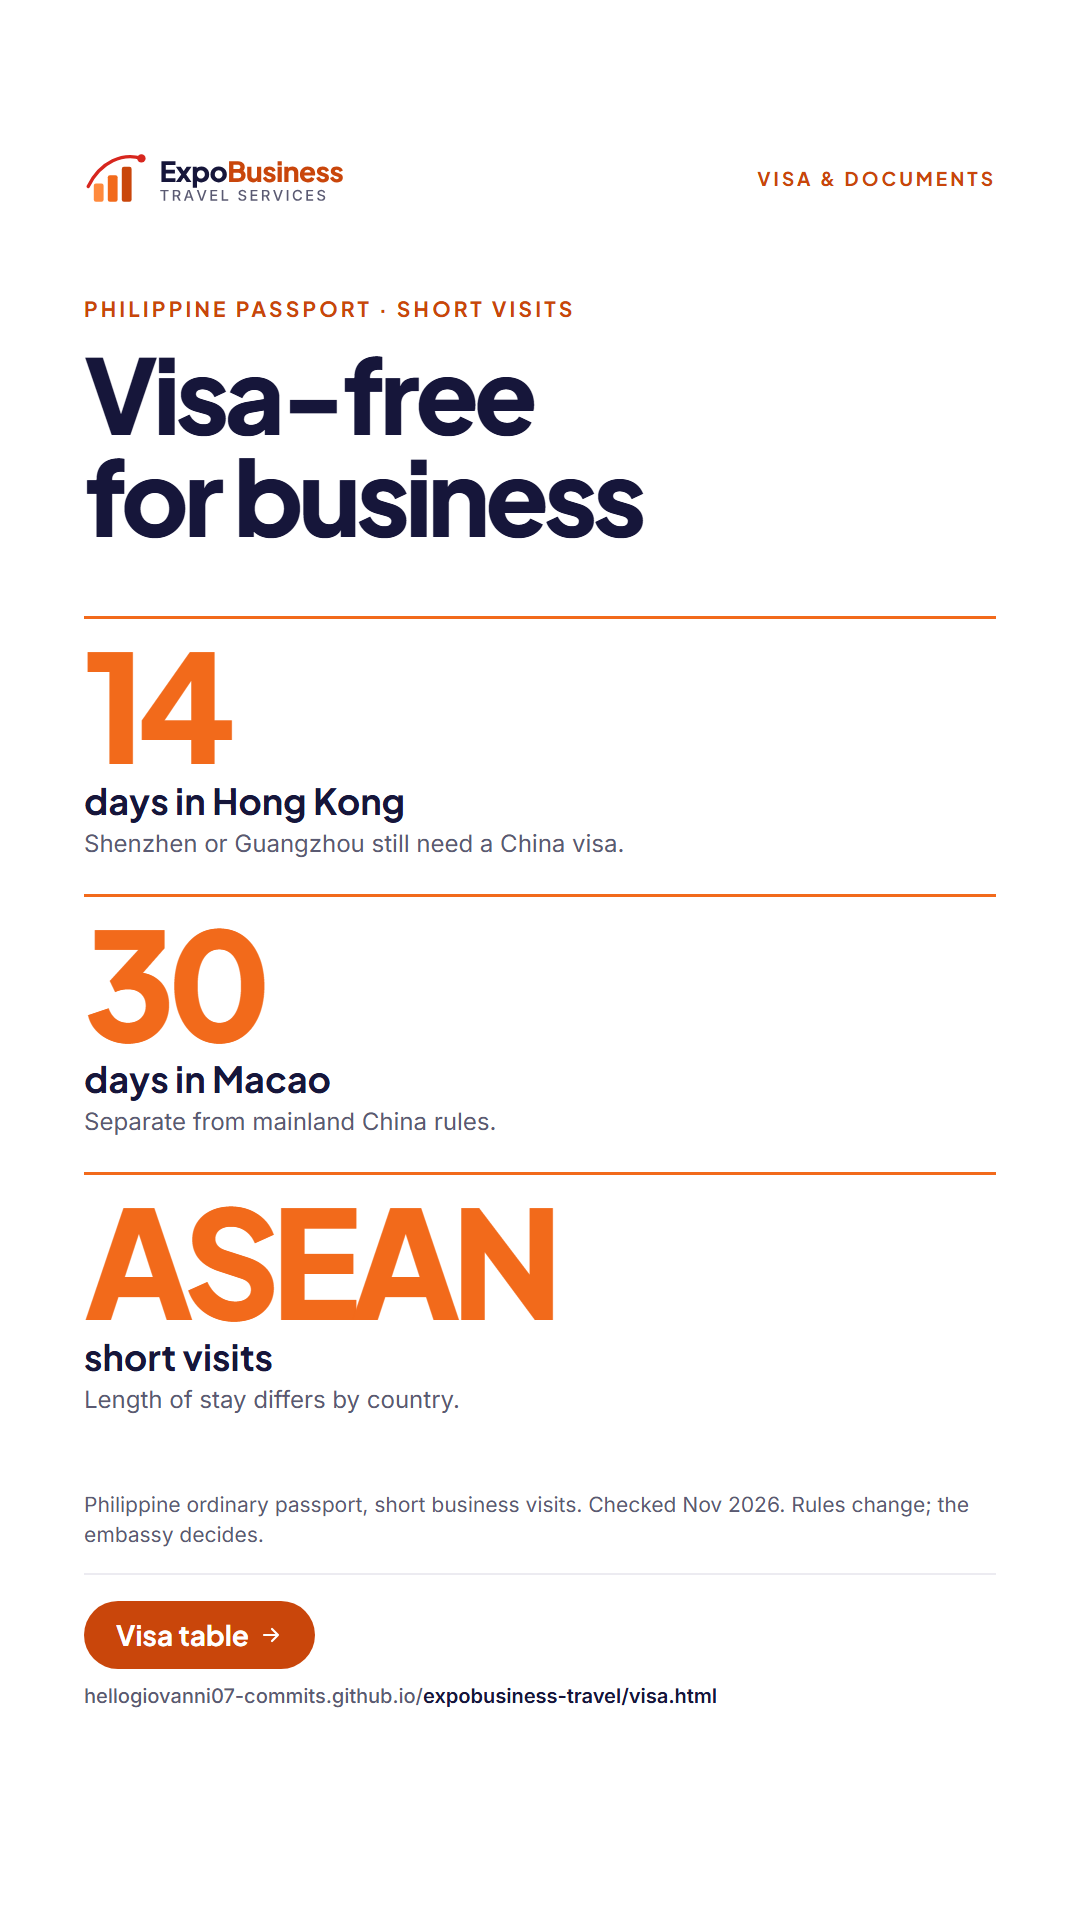 ExpoBusiness
TRAVEL SERVICES
VISA & DOCUMENTS
PHILIPPINE PASSPORT · SHORT VISITS
Visa-free
for business
14
days in Hong Kong
Shenzhen or Guangzhou still need a China visa.
30
days in Macao
Separate from mainland China rules.
ASEAN
short visits
Length of stay differs by country.
Philippine ordinary passport, short business visits. Checked Nov 2026. Rules change; the
embassy decides.
Visa table →
hellogiovanni07-commits.github.io/expobusiness-travel/visa.html